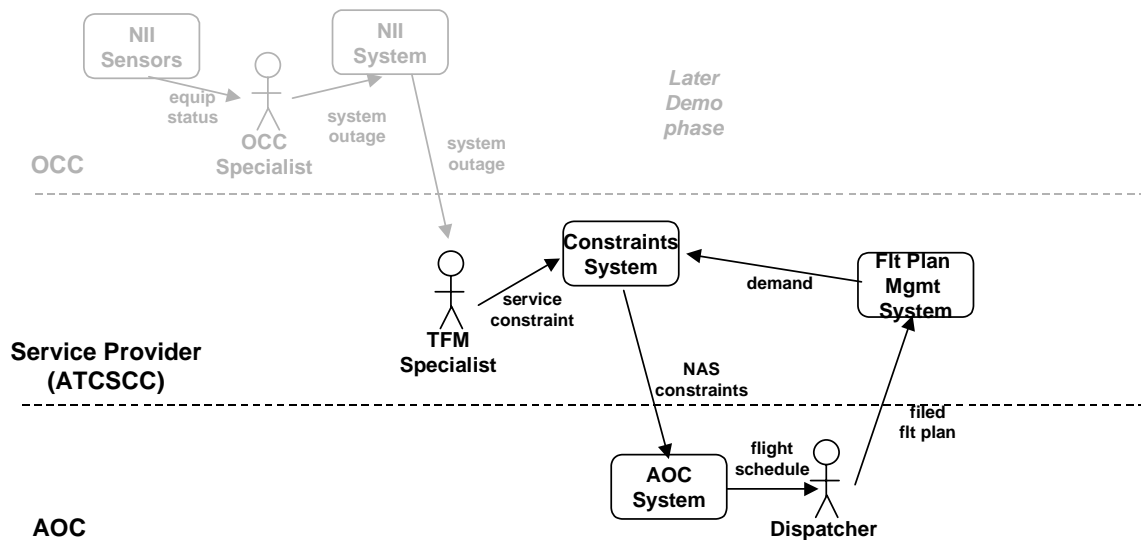 NII
Sensors
NII
System
equip
status
system
outage
OCC
Specialist
system
outage
Later
Demo
phase
OCC
Constraints
System
Flt Plan
Mgmt
System
demand
service
constraint
TFM
Specialist
Service Provider
(ATCSCC)
NAS
constraints
filed
flt plan
flight
schedule
AOC
System
Dispatcher
AOC